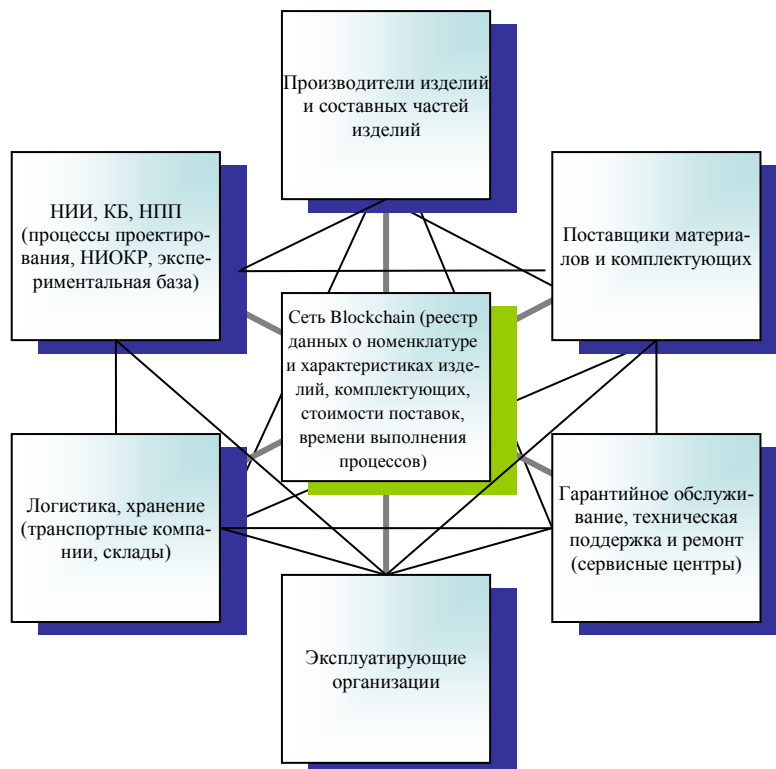 Производители изделий
и составных частей
изделий
НИИ, КБ, НПП
(процессы проектиро-
вания, НИОКР, экспе-
риментальная база)
Поставщики материа-
лов и комплектующих
Сеть Blockchain (реестр
данных о номенклатуре
и характеристиках изде-
лий, комплектующих,
стоимости поставок,
времени выполнения
процессов)
Логистика, хранение
(транспортные компа-
нии, склады)
Гарантийное обслужи-
вание, техническая
поддержка и ремонт
(сервисные центры)
Эксплуатирующие
организации